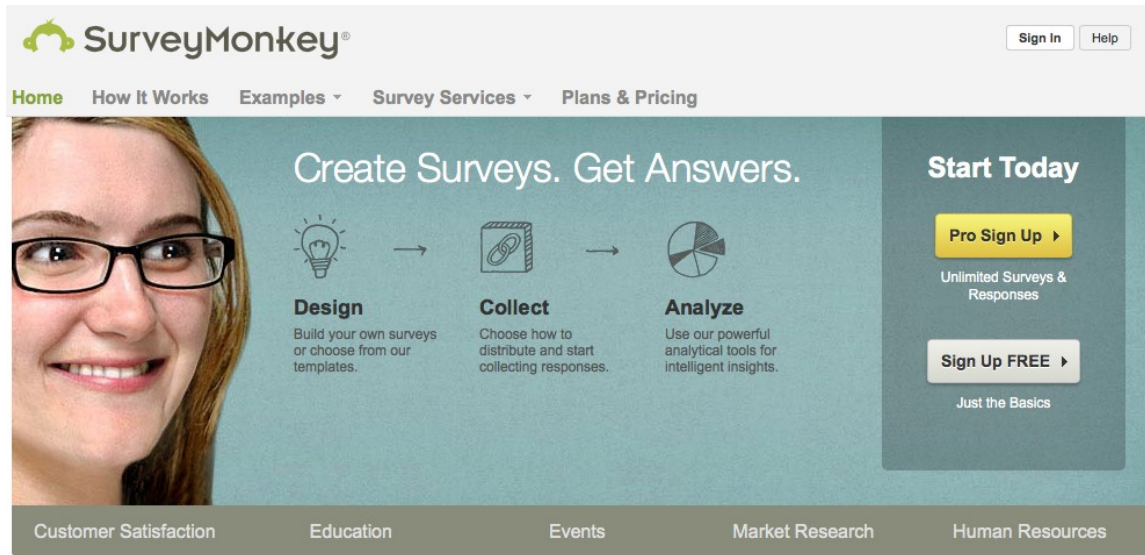 SurveyMonkey®
Sign In
Help
Home
How It Works
Examples
Survey Services
Plans & Pricing
Create Surveys. Get Answers.
Design
Build your own surveys
or choose from our
templates.
Collect
Choose how to
distribute and start
collecting responses.
Analyze
Use our powerful
analytical tools for
intelligent insights.
Start Today
Pro Sign Up
Unlimited Surveys &
Responses
Sign Up FREE
Just the Basics
Customer Satisfaction
Education
Events
Market Research
Human Resources